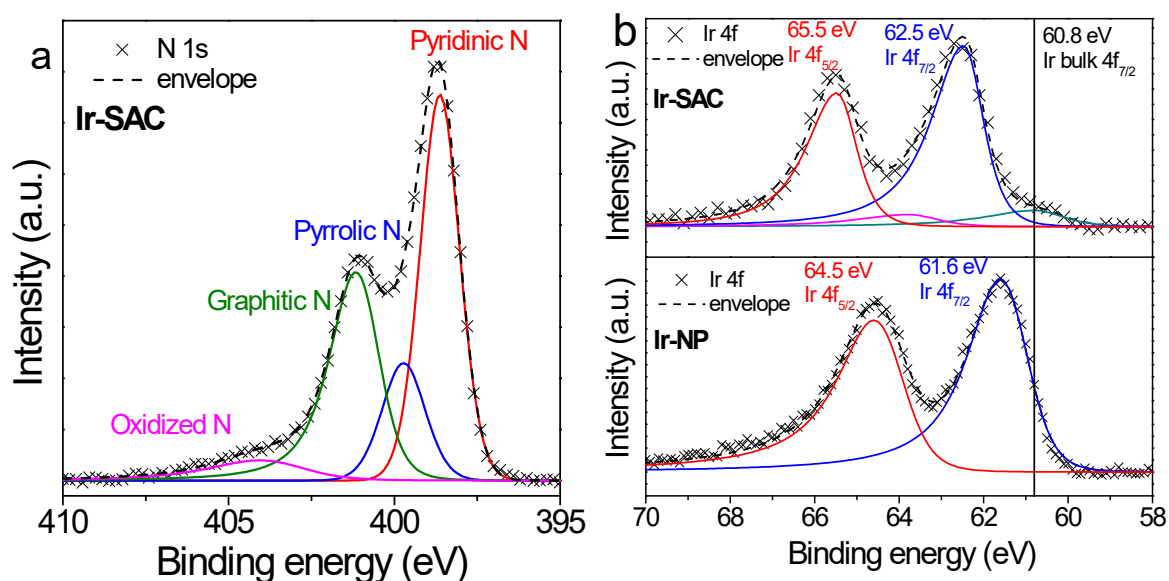 a
× N 1s
--- envelope
Ir-SAC
Pyridinic N
Pyrrolic N
Graphitic N
Oxidized N
Intensity (a.u.)
410 405 400 395
Binding energy (eV)
b
× Ir 4f
--- envelope
Ir-SAC
65.5 eV
Ir 4f5/2
62.5 eV
Ir 4f7/2
60.8 eV
Ir bulk 4f7/2
Intensity (a.u.)
× Ir 4f
--- envelope
Ir-NP
64.5 eV
Ir 4f5/2
61.6 eV
Ir 4f7/2
Intensity (a.u.)
70 68 66 64 62 60 58
Binding energy (eV)